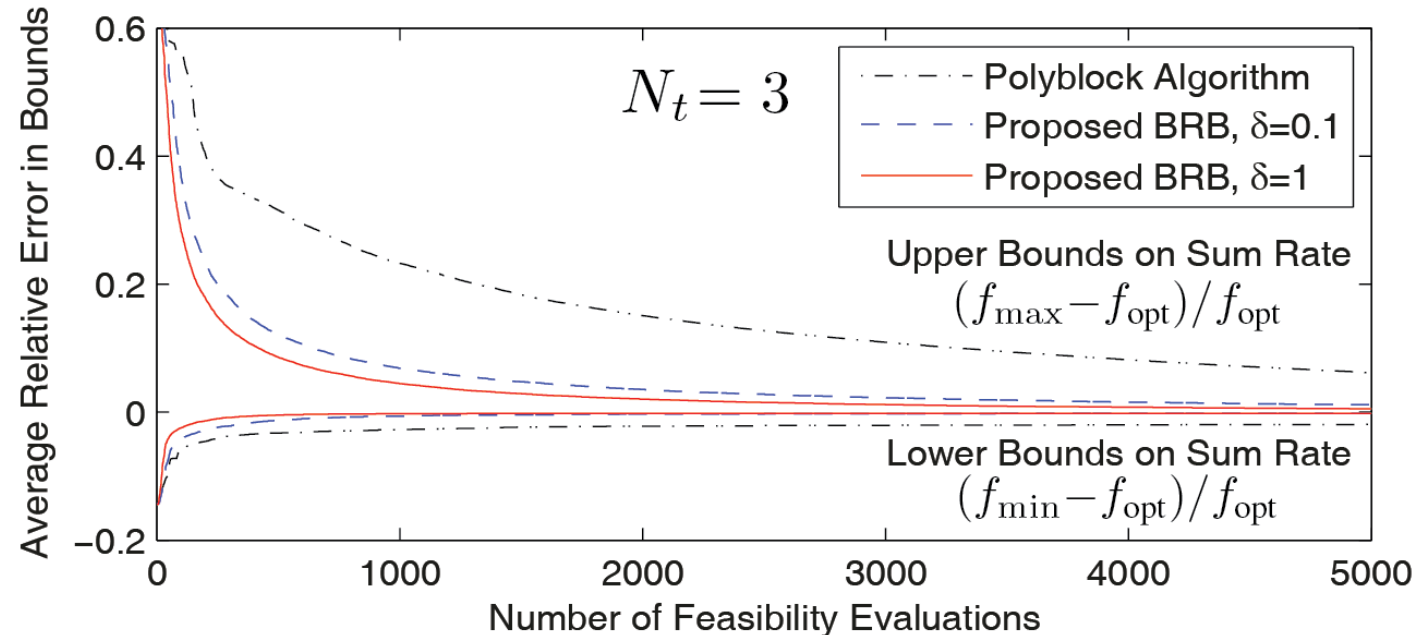 Average Relative Error in Bounds
0.6
0.4
0.2
0
−0.2
N_t = 3
Polyblock Algorithm
Proposed BRB, δ=0.1
Proposed BRB, δ=1
Upper Bounds on Sum Rate
(f_max−f_opt)/f_opt
Lower Bounds on Sum Rate
(f_min−f_opt)/f_opt
0 1000 2000 3000 4000 5000
Number of Feasibility Evaluations